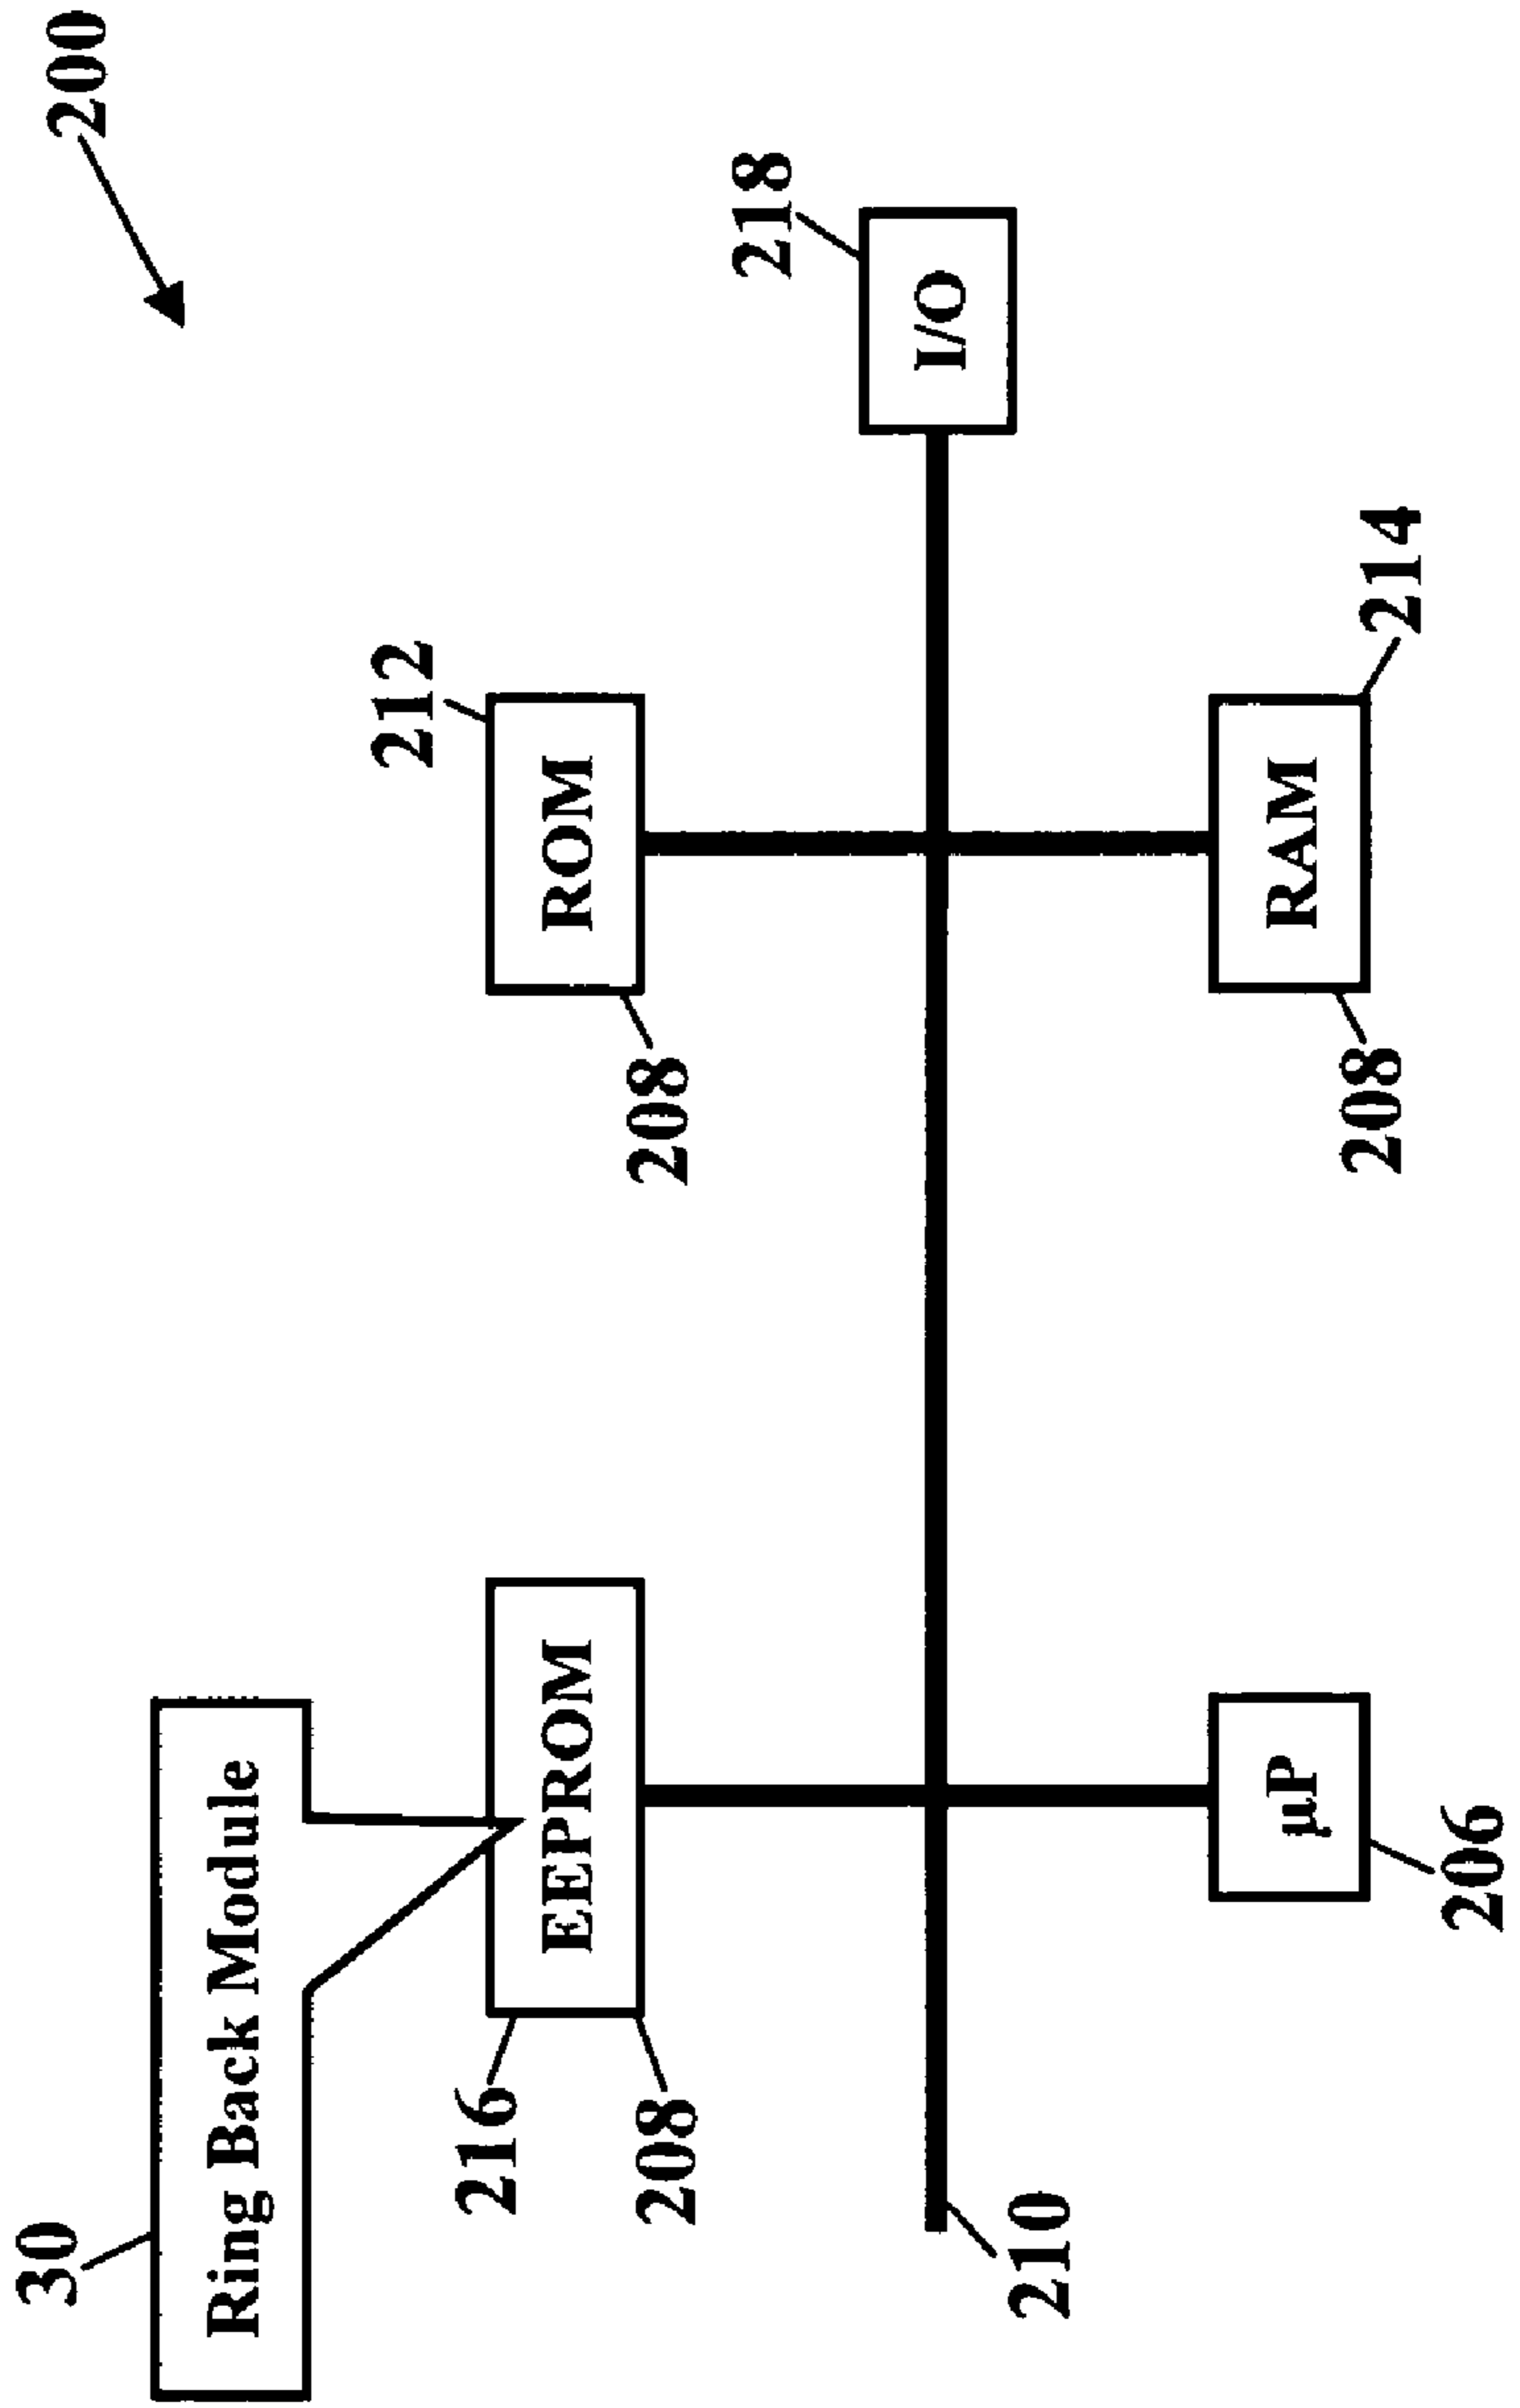 200
30
Ring Back Module
216
EEPROM
208
212
ROM
208
218
I/O
210
206
μP
214
RAM
208